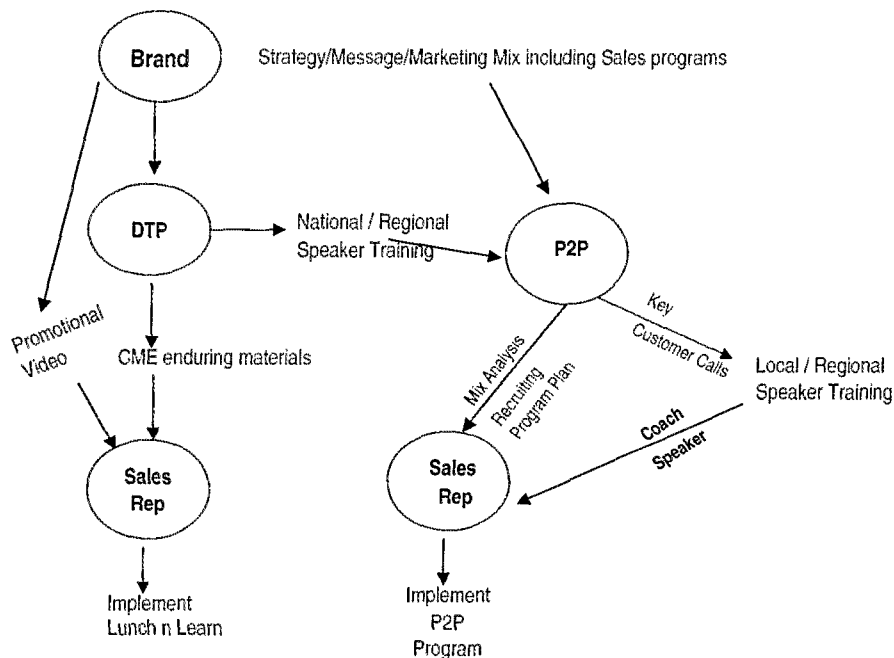 Brand
Strategy/Message/Marketing Mix including Sales programs
DTP
National / Regional
Speaker Training
P2P
Promotional
Video
CME enduring materials
Key
Customer Calls
Mix Analysis
Recruiting
Program Plan
Local / Regional
Speaker Training
Coach
Speaker
Sales
Rep
Sales
Rep
Implement
Lunch n Learn
Implement
P2P
Program